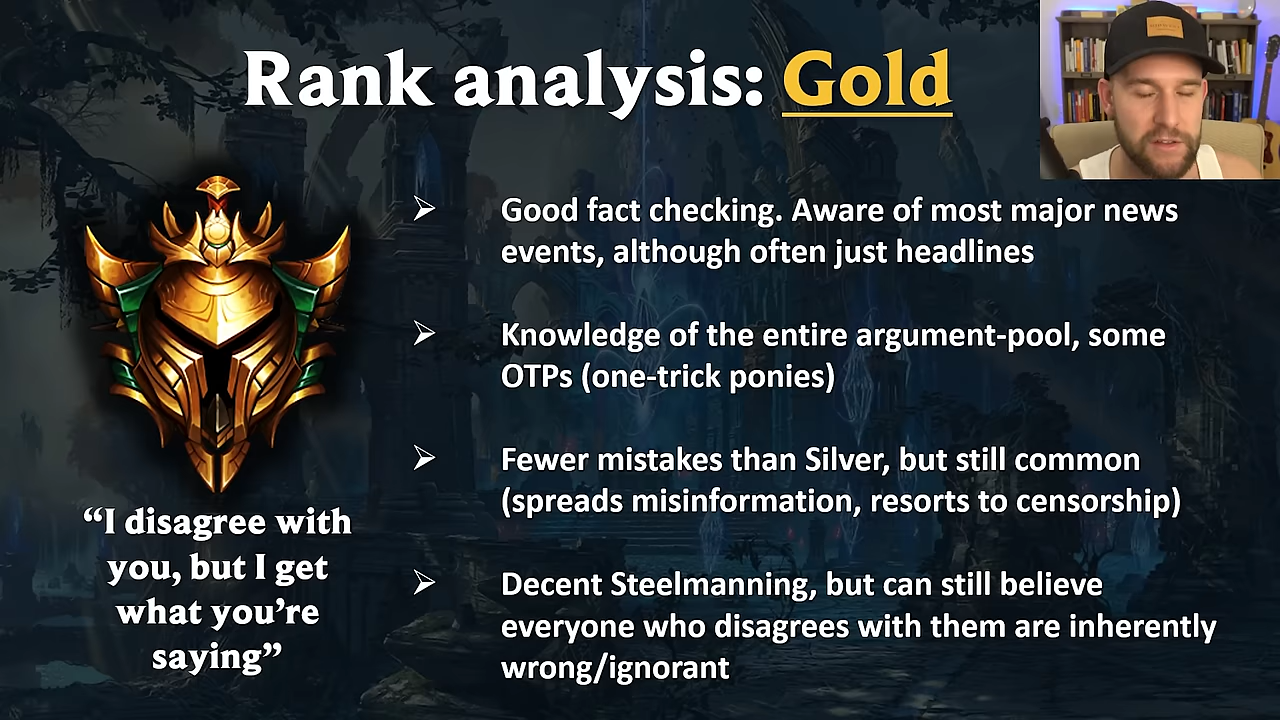 Rank analysis: Gold
Good fact checking. Aware of most major news
events, although often just headlines
Knowledge of the entire argument-pool, some
OTPs (one-trick ponies)
Fewer mistakes than Silver, but still common
(spreads misinformation, resorts to censorship)
Decent Steelmanning, but can still believe
everyone who disagrees with them are inherently
wrong/ignorant
“I disagree with
you, but I get
what you’re
saying”